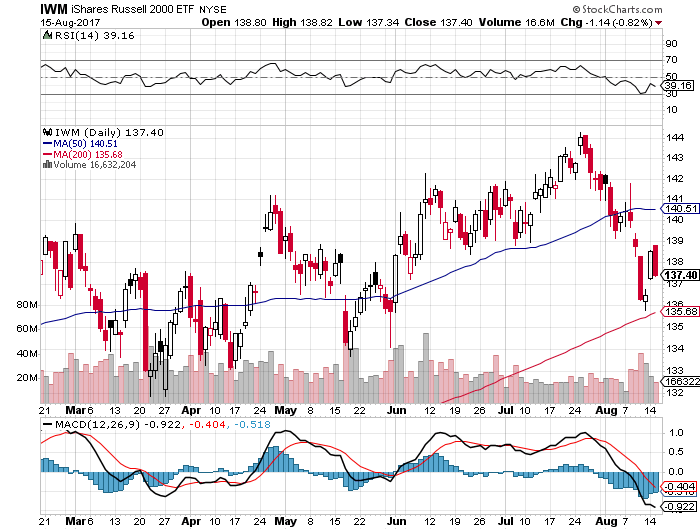 IWM iShares Russell 2000 ETF NYSE © StockCharts.com
15-Aug-2017 Open 138.80 High 138.82 Low 137.34 Close 137.40 Volume 16.6M Chg -1.14 (-0.82%)
RSI(14) 39.16
90
70
50
39.16
30
10
IWM (Daily) 137.40
MA(50) 140.51
MA(200) 135.68
Volume 16,632,204
144
143
142
141
140.51
140
139
138
137.40
137
136
135.68
135
134
133
132
80M
60M
40M
20M
166322
21 Mar 6 13 20 27 Apr 10 17 24 May 8 15 22 Jun 12 19 26 Jul 10 17 24 Aug 7 14
MACD(12,26,9) -0.922, -0.404, -0.518
1.0
0.5
0.0
-0.404
-0.518
-0.922
21 Mar 6 13 20 27 Apr 10 17 24 May 8 15 22 Jun 12 19 26 Jul 10 17 24 Aug 7 14